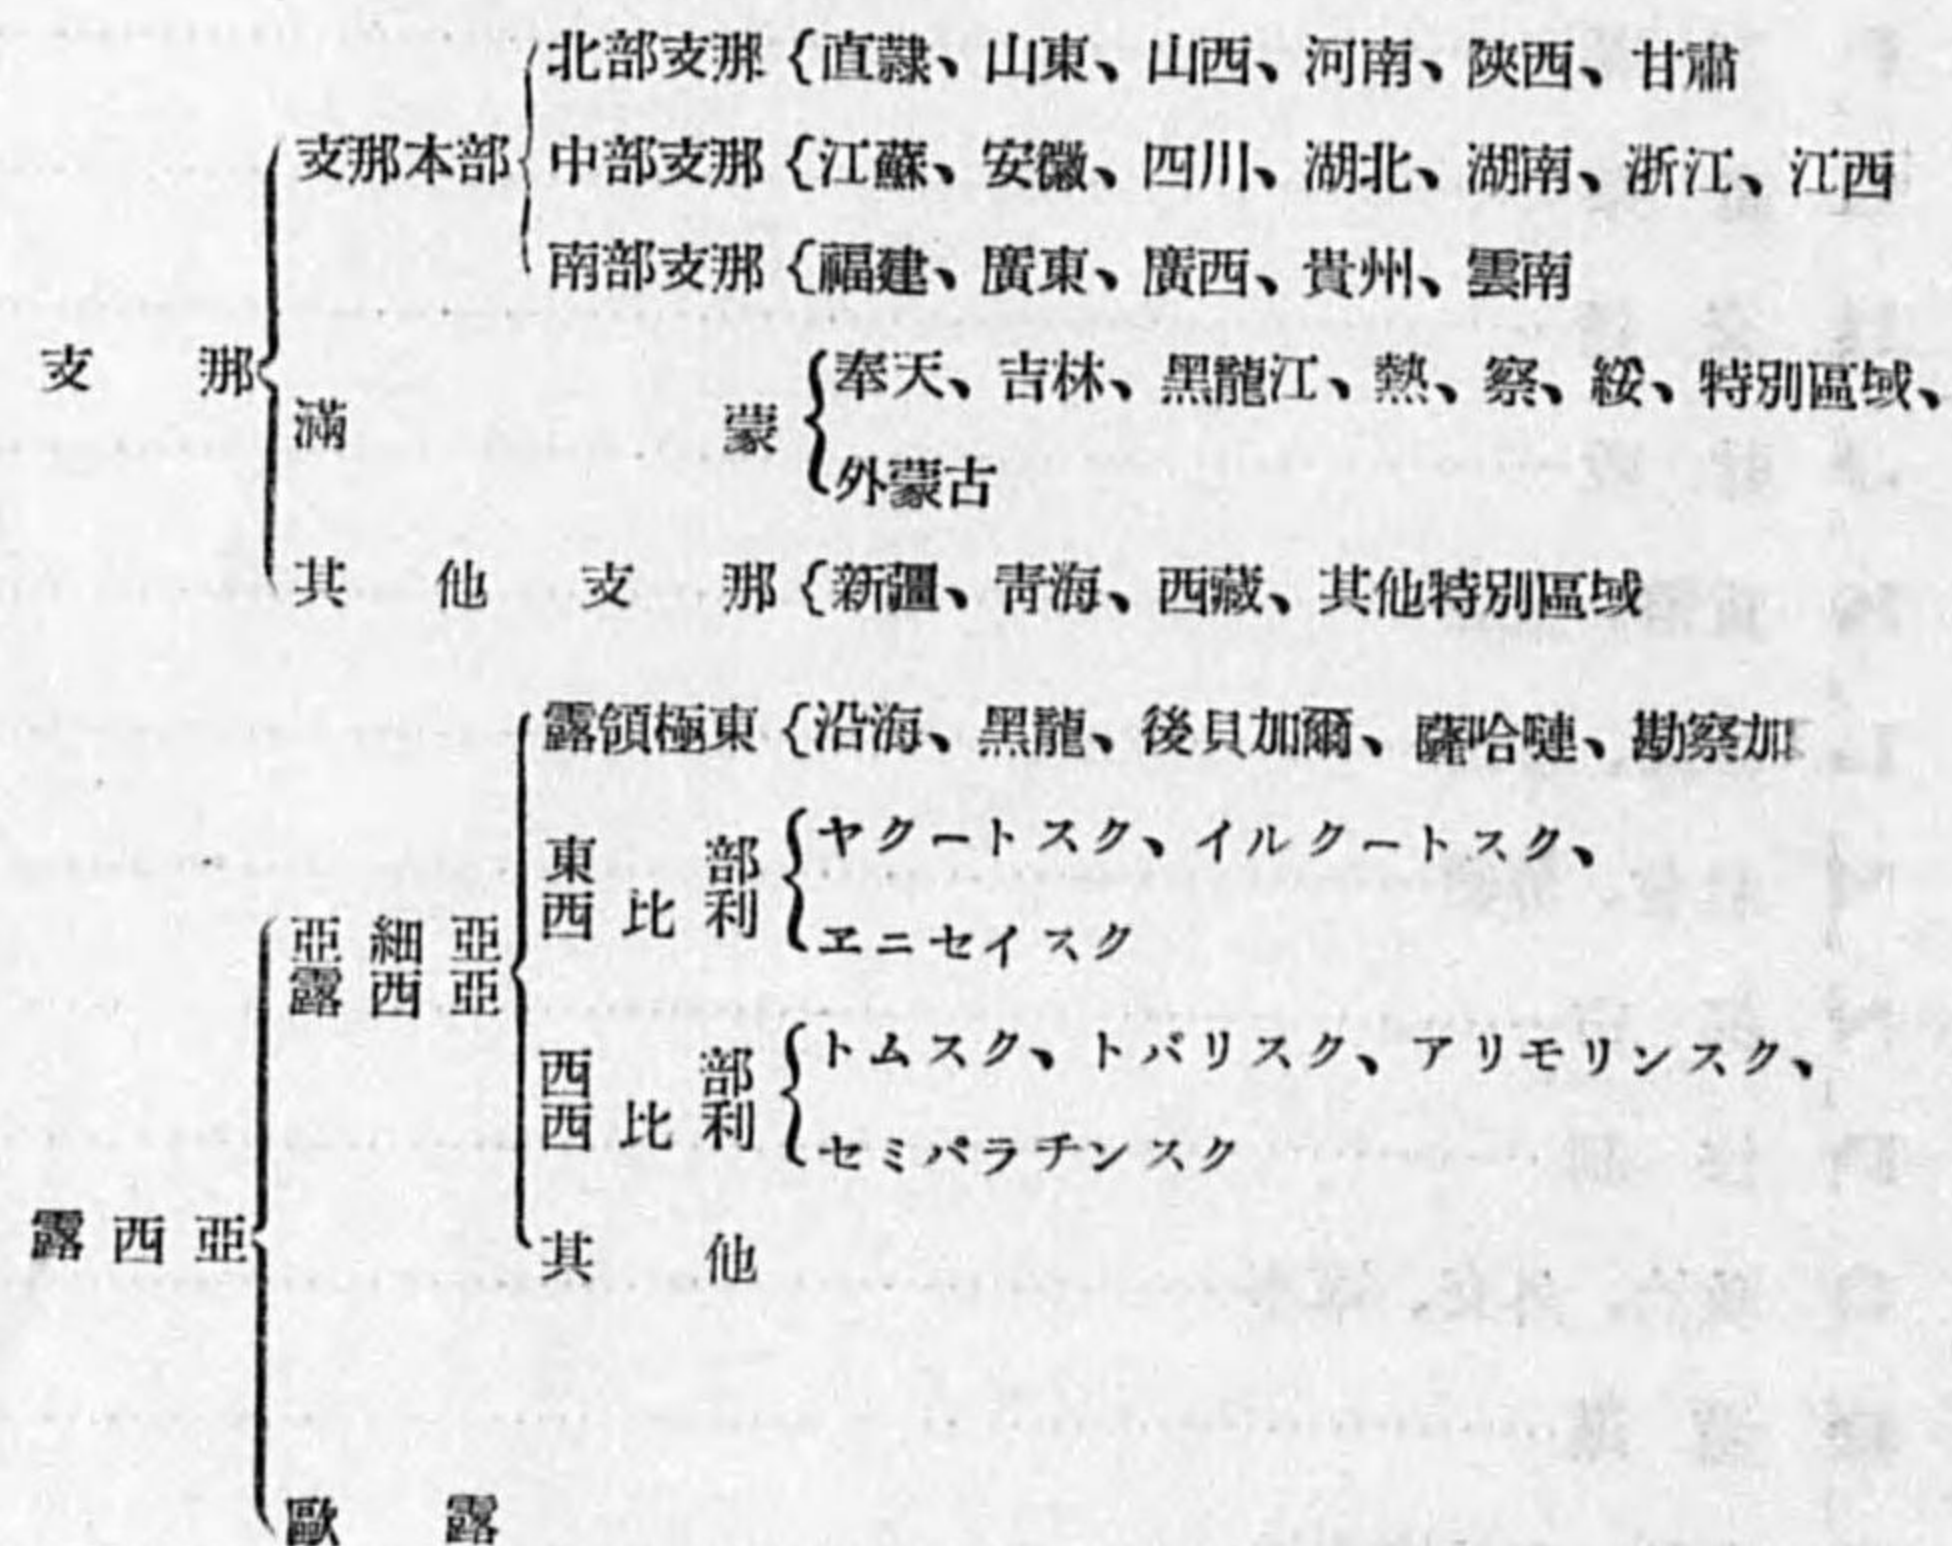 北部支那{直隸、山東、山西、河南、陝西、甘肅
支那本部
中部支那{江蘇、安徽、四川、湖北、湖南、浙江、江西
南部支那{福建、廣東、廣西、貴州、雲南
支那
滿蒙
奉天、吉林、黑龍江、熱、察、綏、特別區域、
外蒙古
其他支那{新疆、靑海、西藏、其他特別區域
露領極東{沿海、黑龍、後貝加爾、薩哈嗹、勘察加
東部
西比利
ヤクートスク、イルクートスク、
ヱニセイスク
亞細亞
露西亞
西部
西比利
トムスク、トバリスク、アリモリンスク、
セミパラチンスク
露西亞
其他
歐露